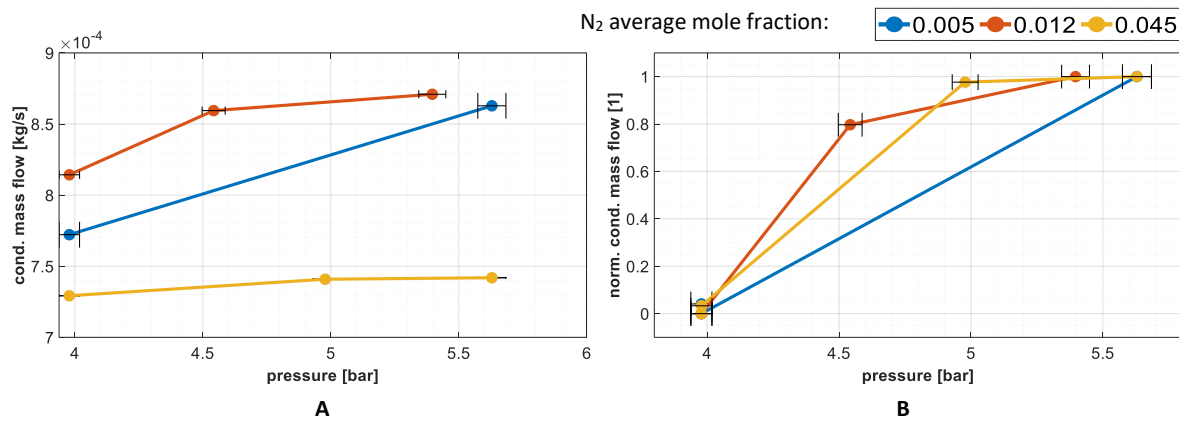 N₂ average mole fraction:
0.005 0.012 0.045
×10⁻⁴
9
8.5
8
7.5
7
4 4.5 5 5.5 6
cond. mass flow [kg/s]
pressure [bar]
A
1
0.8
0.6
0.4
0.2
0
4 4.5 5 5.5
norm. cond. mass flow [1]
pressure [bar]
B